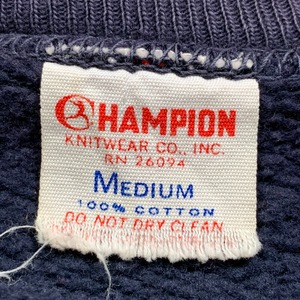 CHAMPION
KNITWEAR CO., INC.
RN 26094
MEDIUM
100% COTTON
DO NOT DRY CLEAN